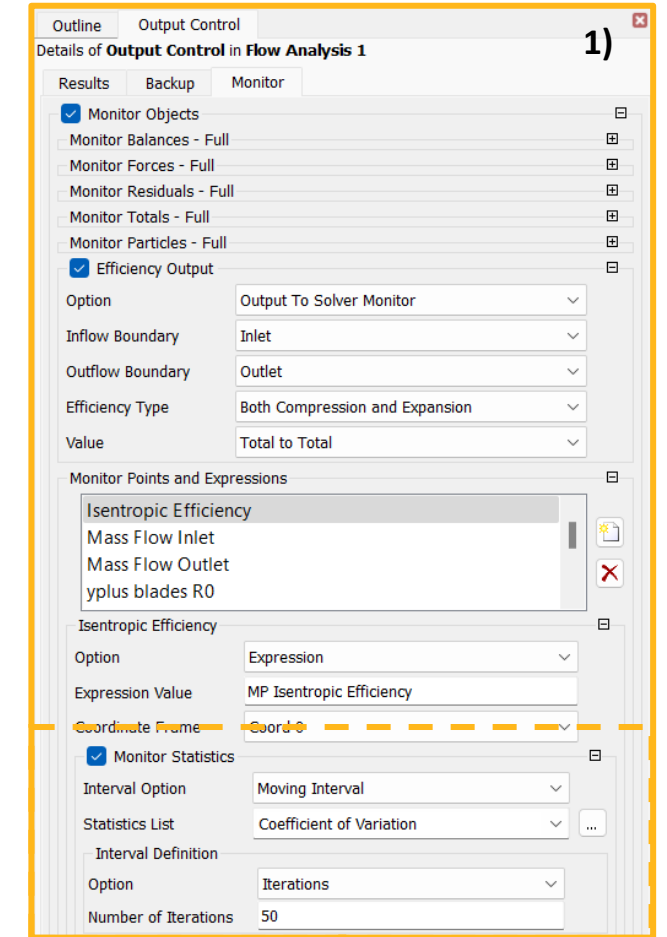 Outline Output Control
Details of Output Control in Flow Analysis 1
1)
Results Backup Monitor
Monitor Objects
Monitor Balances - Full
Monitor Forces - Full
Monitor Residuals - Full
Monitor Totals - Full
Monitor Particles - Full
Efficiency Output
Option Output To Solver Monitor
Inflow Boundary Inlet
Outflow Boundary Outlet
Efficiency Type Both Compression and Expansion
Value Total to Total
Monitor Points and Expressions
Isentropic Efficiency
Mass Flow Inlet
Mass Flow Outlet
yplus blades R0
Isentropic Efficiency
Option Expression
Expression Value MP Isentropic Efficiency
Coordinate Frame Coord 0
Monitor Statistics
Interval Option Moving Interval
Statistics List Coefficient of Variation ...
Interval Definition
Option Iterations
Number of Iterations 50